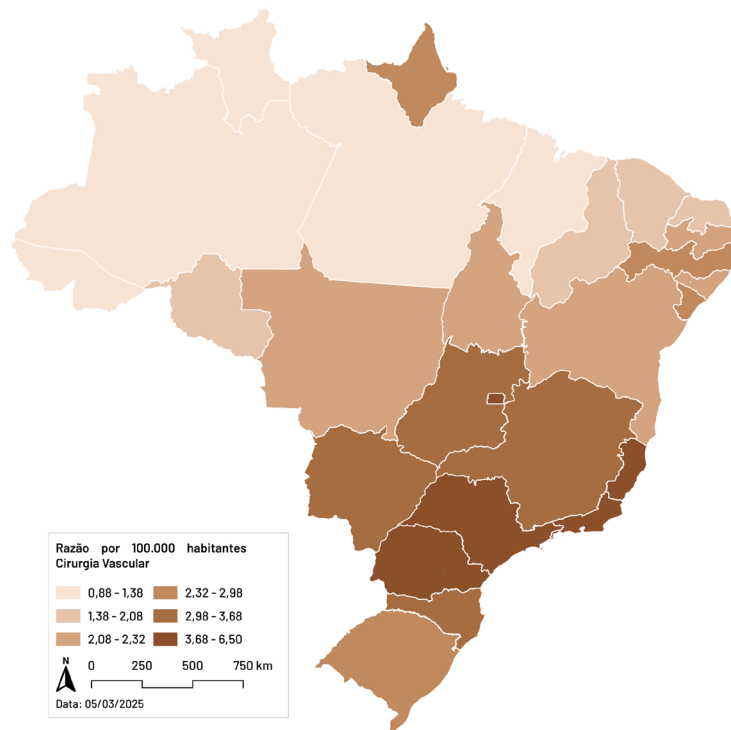 Razão por 100.000 habitantes
Cirurgia Vascular
0,88 - 1,38 2,32 - 2,98
1,38 - 2,08 2,98 - 3,68
2,08 - 2,32 3,68 - 6,50
N
0 250 500 750 km
Data: 05/03/2025